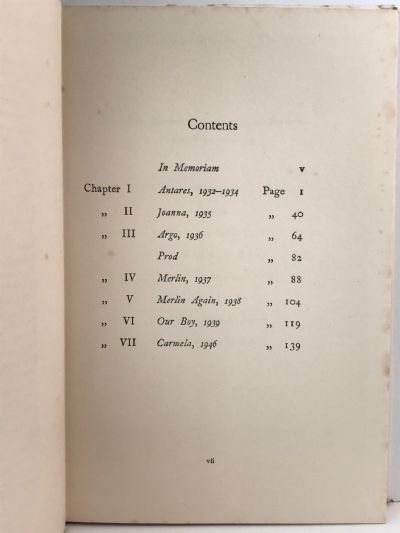 Contents
In Memoriam v
Chapter I Antares, 1932–1934 Page 1
„ II Joanna, 1935 „ 40
„ III Argo, 1936 „ 64
Prod „ 82
„ IV Merlin, 1937 „ 88
„ V Merlin Again, 1938 „ 104
„ VI Our Boy, 1939 „ 119
„ VII Carmela, 1946 „ 139
vii